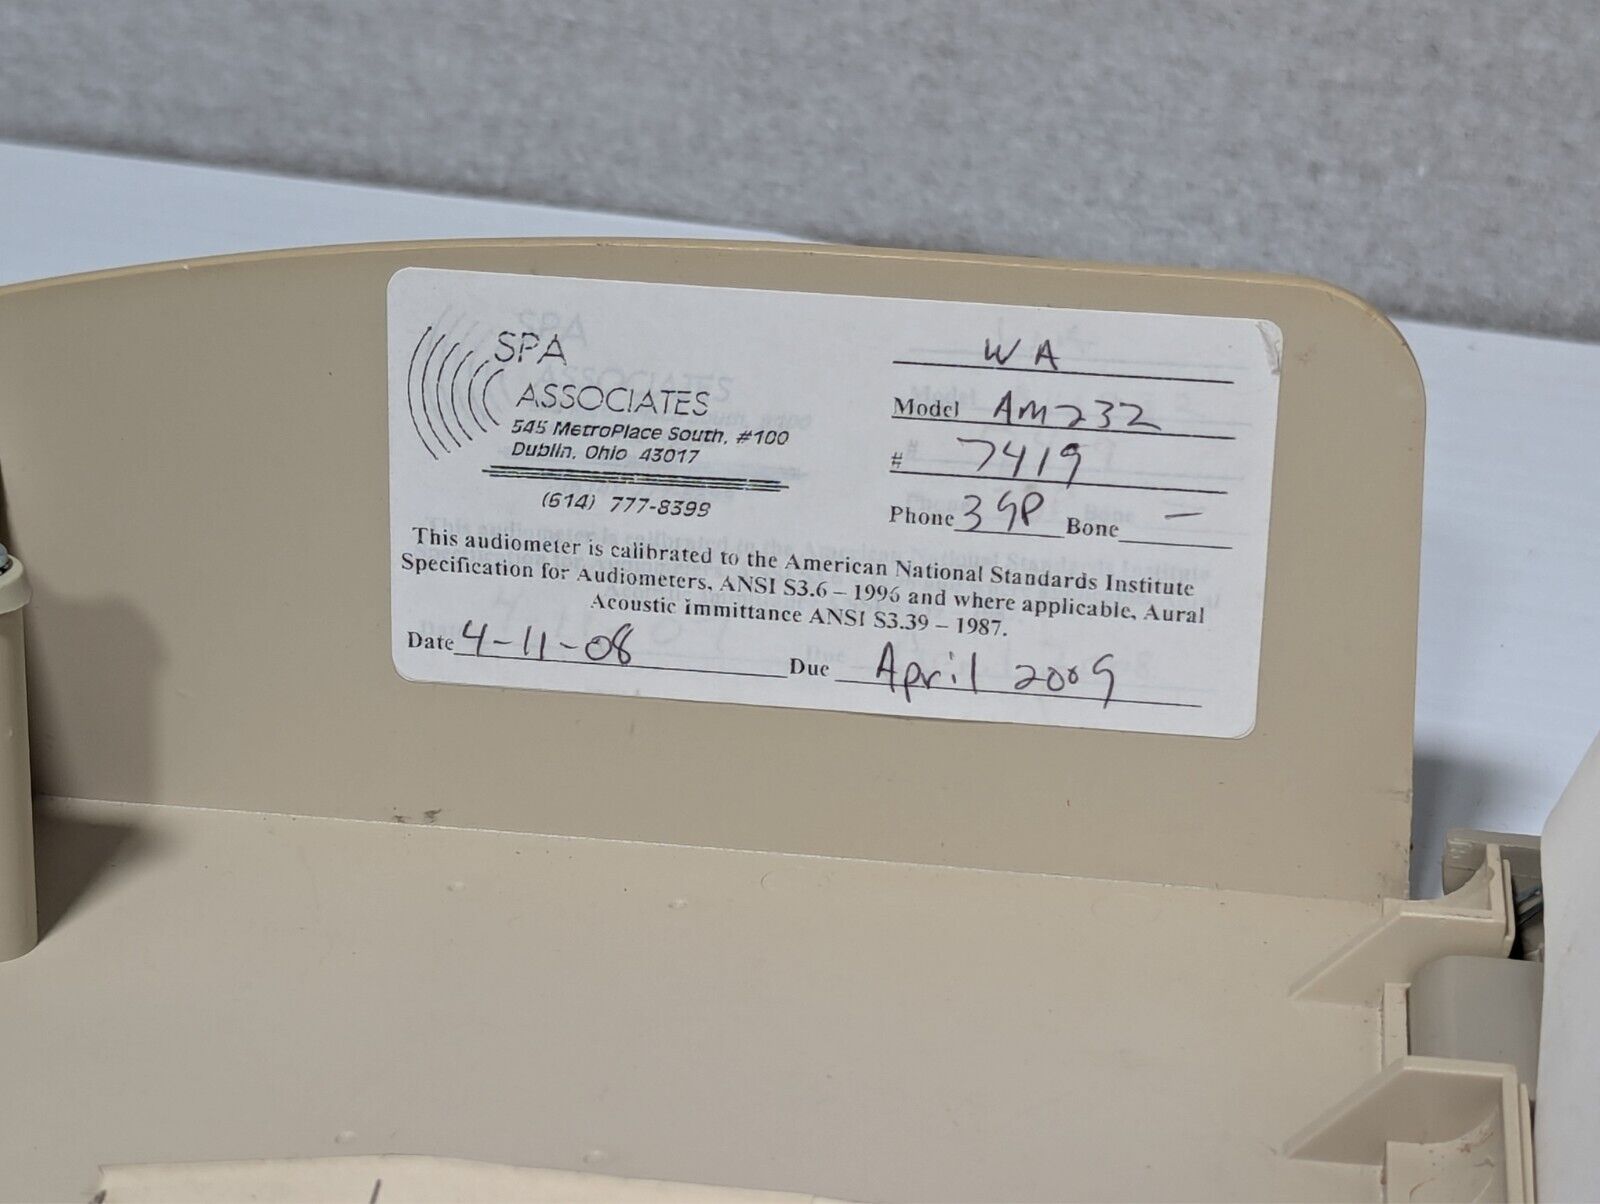 SPA
ASSOCIATES
545 MetroPlace South, #100
Dublin, Ohio 43017
(614) 777-8399
WA
Model AM232
# 7419
Phone 39P Bone –
This audiometer is calibrated to the American National Standards Institute
Specification for Audiometers, ANSI S3.6 – 1996 and where applicable, Aural
Acoustic Immittance ANSI S3.39 – 1987.
Date 4-11-08 Due April 2009